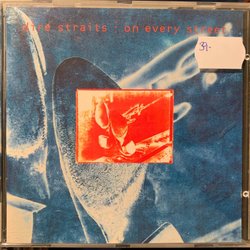 dire straits on every street
39.-